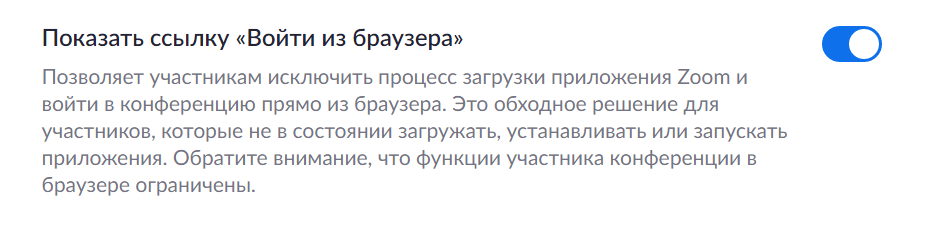 Показать ссылку «Войти из браузера»
Позволяет участникам исключить процесс загрузки приложения Zoom и
войти в конференцию прямо из браузера. Это обходное решение для
участников, которые не в состоянии загружать, устанавливать или запускать
приложения. Обратите внимание, что функции участника конференции в
браузере ограничены.